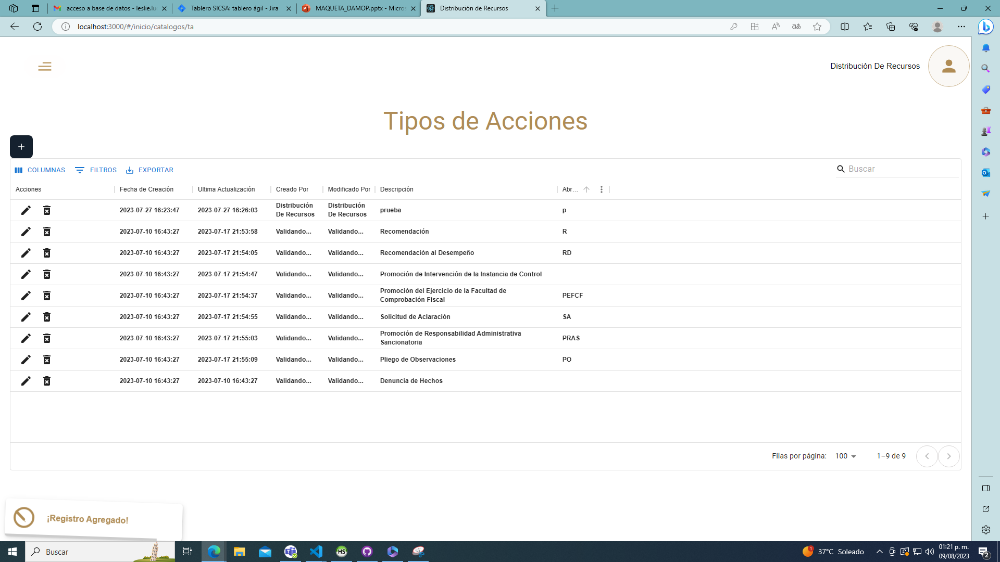 acceso a base de datos - leslie.lu
Tablero SICSA: tablero ágil - Jira
MAQUETA_DAMOP.pptx - Micros
Distribución de Recursos
localhost:3000/#/inicio/catalogos/ta
Distribución De Recursos
Tipos de Acciones
+
COLUMNAS FILTROS EXPORTAR Buscar
Acciones Fecha de Creación Ultima Actualización Creado Por Modificado Por Descripción Abr...
2023-07-27 16:23:47 2023-07-27 16:26:03 Distribución De Recursos Distribución De Recursos prueba p
2023-07-10 16:43:27 2023-07-17 21:53:58 Validando... Validando... Recomendación R
2023-07-10 16:43:27 2023-07-17 21:54:05 Validando... Validando... Recomendación al Desempeño RD
2023-07-10 16:43:27 2023-07-17 21:54:47 Validando... Validando... Promoción de Intervención de la Instancia de Control
2023-07-10 16:43:27 2023-07-17 21:54:37 Validando... Validando... Promoción del Ejercicio de la Facultad de Comprobación Fiscal PEFCF
2023-07-10 16:43:27 2023-07-17 21:54:55 Validando... Validando... Solicitud de Aclaración SA
2023-07-10 16:43:27 2023-07-17 21:55:03 Validando... Validando... Promoción de Responsabilidad Administrativa Sancionatoria PRAS
2023-07-10 16:43:27 2023-07-17 21:55:09 Validando... Validando... Pliego de Observaciones PO
2023-07-10 16:43:27 2023-07-10 16:43:27 Validando... Validando... Denuncia de Hechos
Filas por página: 100 1–9 de 9
¡Registro Agregado!
Buscar
HS
1
37°C Soleado
01:21 p. m.
09/08/2023
2